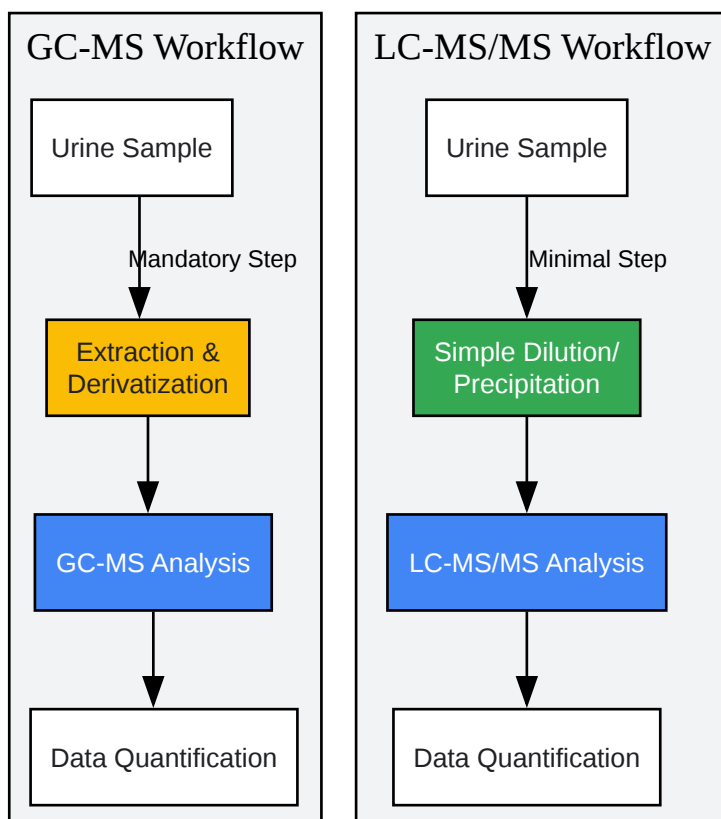 GC-MS Workflow
Urine Sample
Mandatory Step
Extraction &
Derivatization
GC-MS Analysis
Data Quantification
LC-MS/MS Workflow
Urine Sample
Minimal Step
Simple Dilution/
Precipitation
LC-MS/MS Analysis
Data Quantification